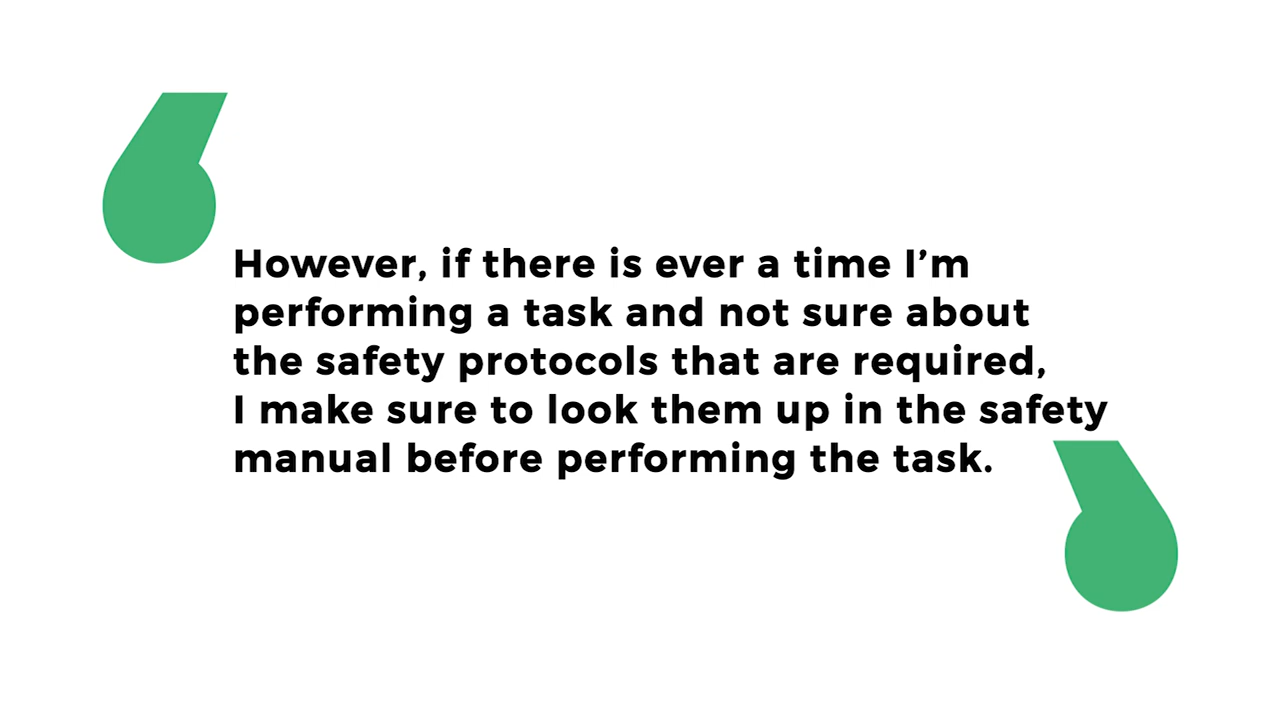 However, if there is ever a time I’m
performing a task and not sure about
the safety protocols that are required,
I make sure to look them up in the safety
manual before performing the task.